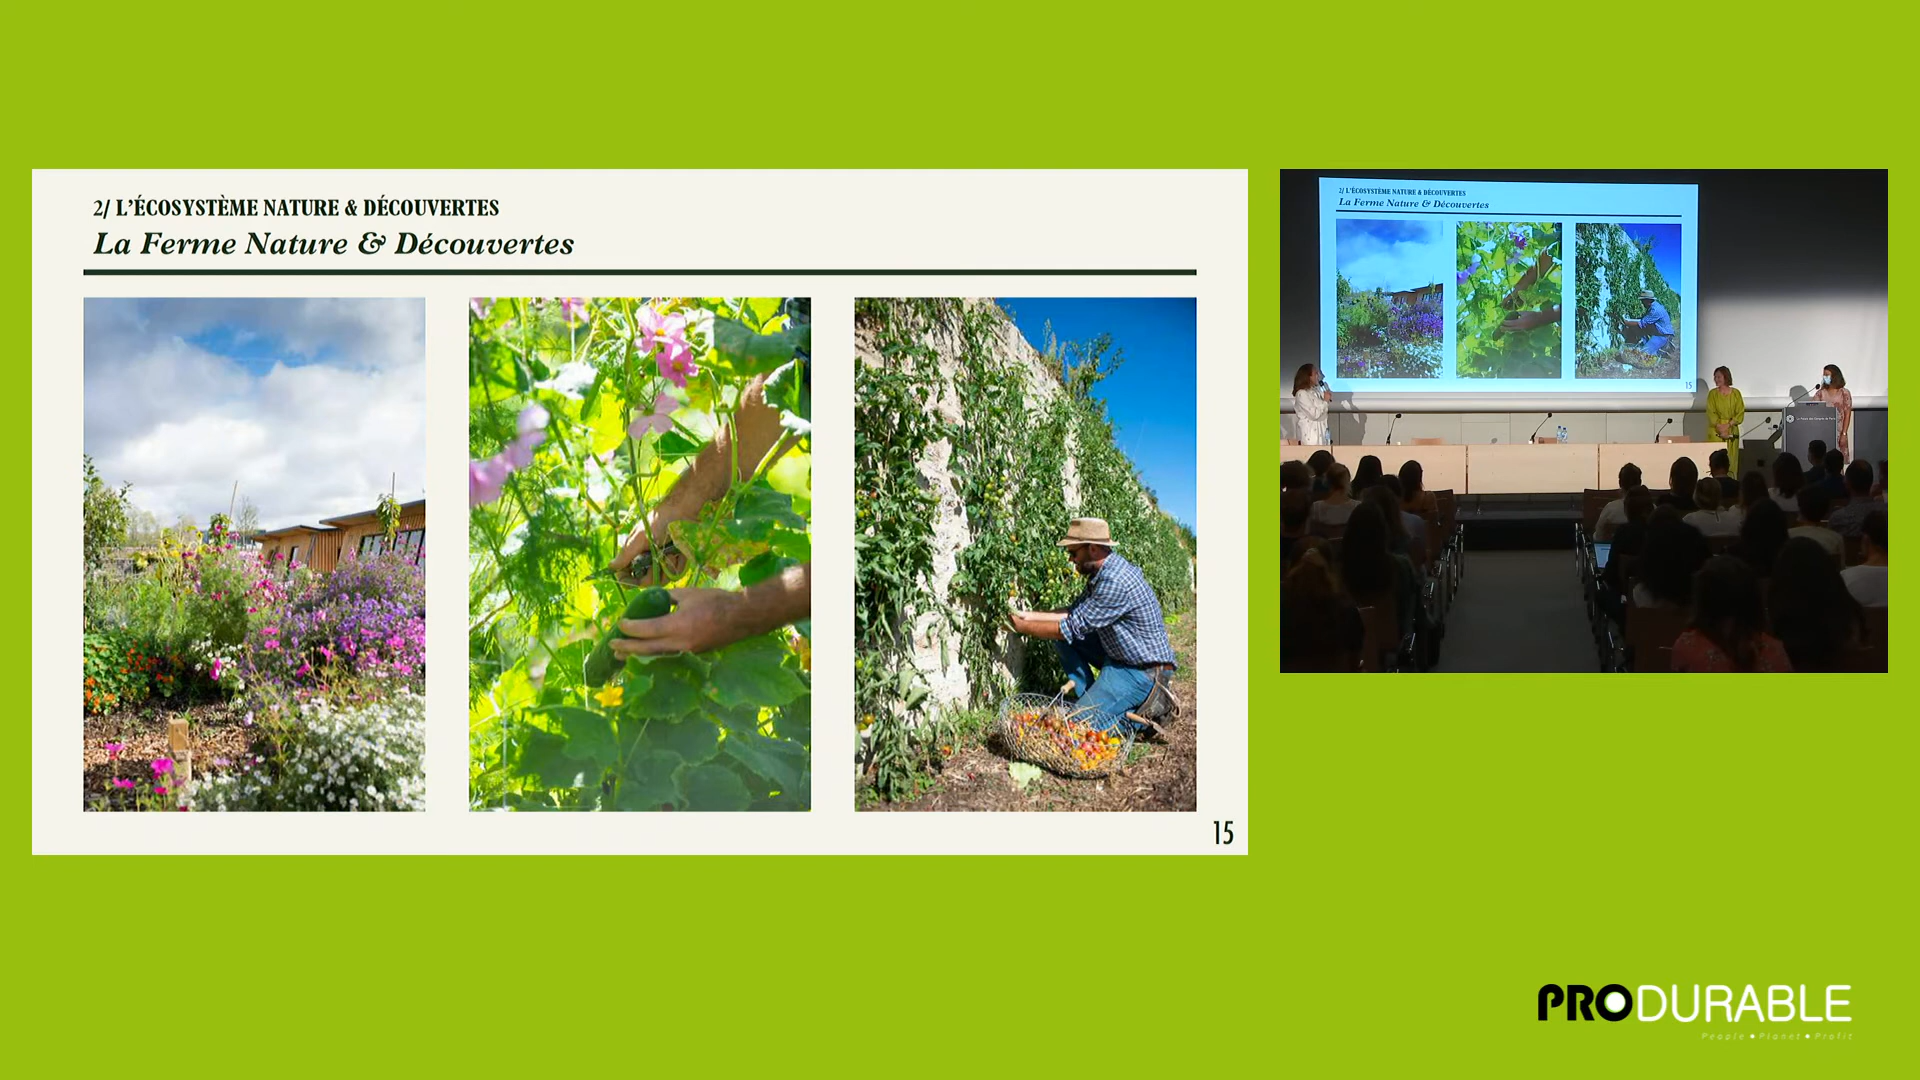 2/ L'ÉCOSYSTÈME NATURE & DÉCOUVERTES
La Ferme Nature & Découvertes
15
2/ L'ÉCOSYSTÈME NATURE & DÉCOUVERTES
La Ferme Nature & Découvertes
15
PRODURABLE
People • Planet • Profit